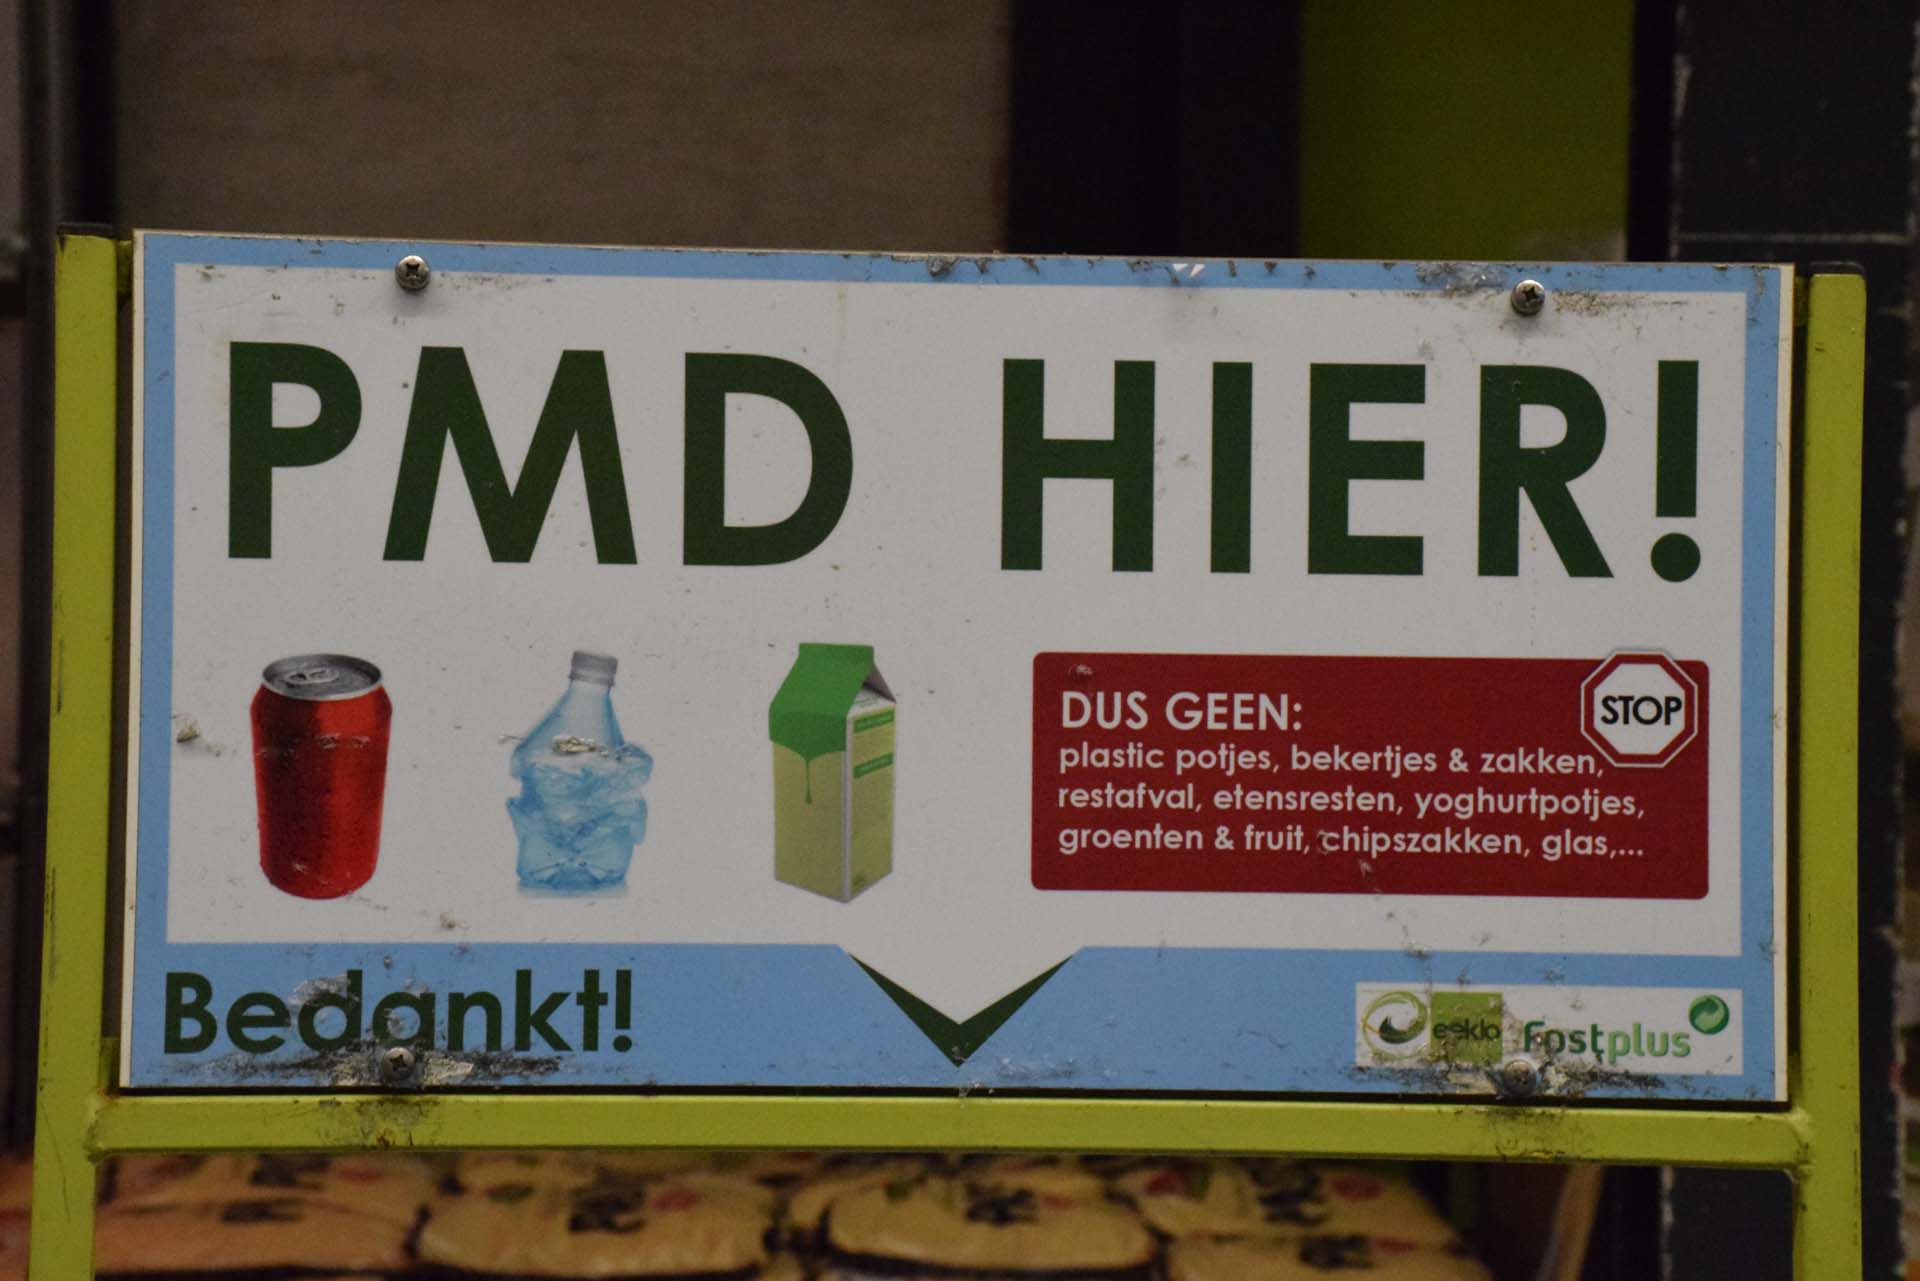 PMD HIER!
STOP
DUS GEEN:
plastic potjes, bekertjes & zakken,
restafval, etensresten, yoghurtpotjes,
groenten & fruit, chipszakken, glas,...
Bedankt!
eeklo
fostplus